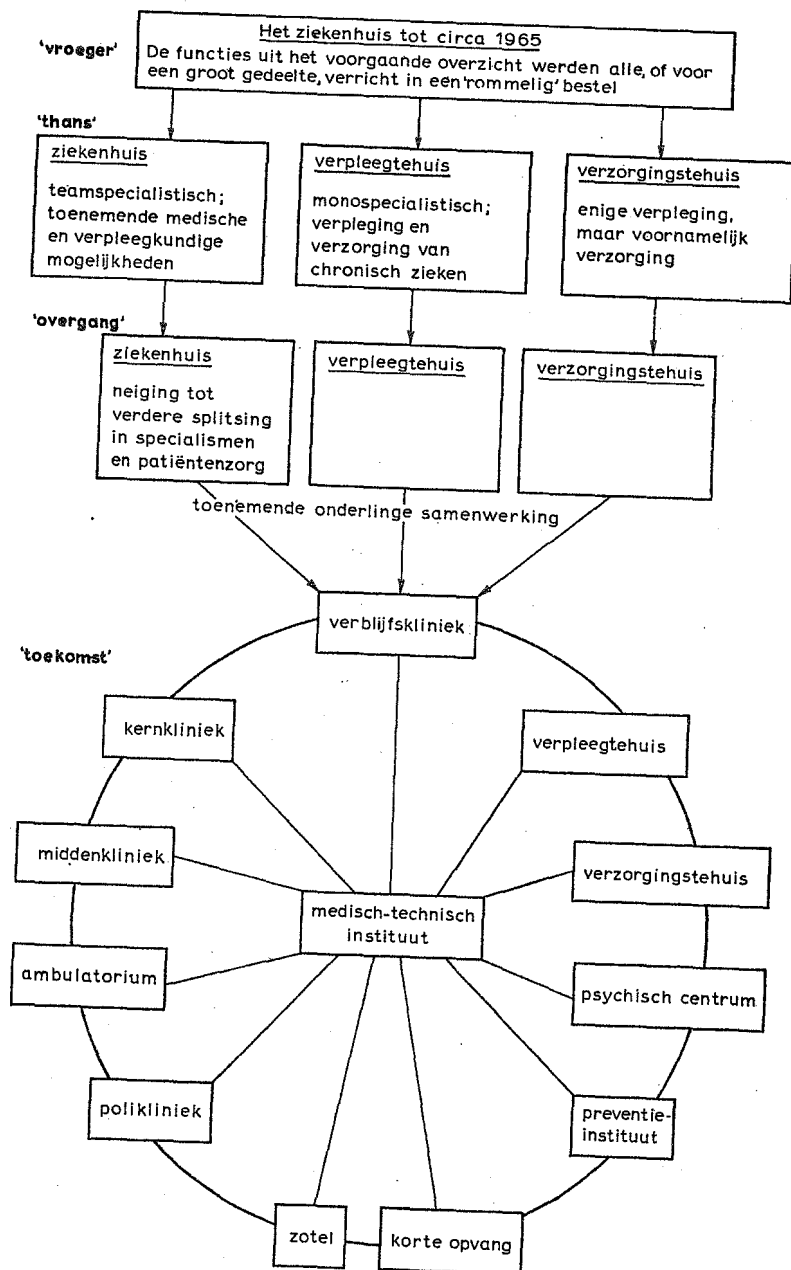 Het ziekenhuis tot circa 1965
'vroeger'
De functies uit het voorgaande overzicht werden alle, of voor
een groot gedeelte, verricht in een 'rommelig' bestel
'thans'
ziekenhuis
teamspecialistisch;
toenemende medische
en verpleegkundige
mogelijkheden
verpleegtehuis
monospecialistisch;
verpleging en
verzorging van
chronisch zieken
verzorgingstehuis
enige verpleging,
maar voornamelijk
verzorging
'overgang'
ziekenhuis
neiging tot
verdere splitsing
in specialismen
en patiëntenzorg
verpleegtehuis
verzorgingstehuis
toenemende onderlinge samenwerking
verblijfskliniek
'toekomst'
kernkliniek
verpleegtehuis
middenkliniek
verzorgingstehuis
medisch-technisch
instituut
ambulatorium
psychisch centrum
polikliniek
preventie-
instituut
zotel
korte opvang